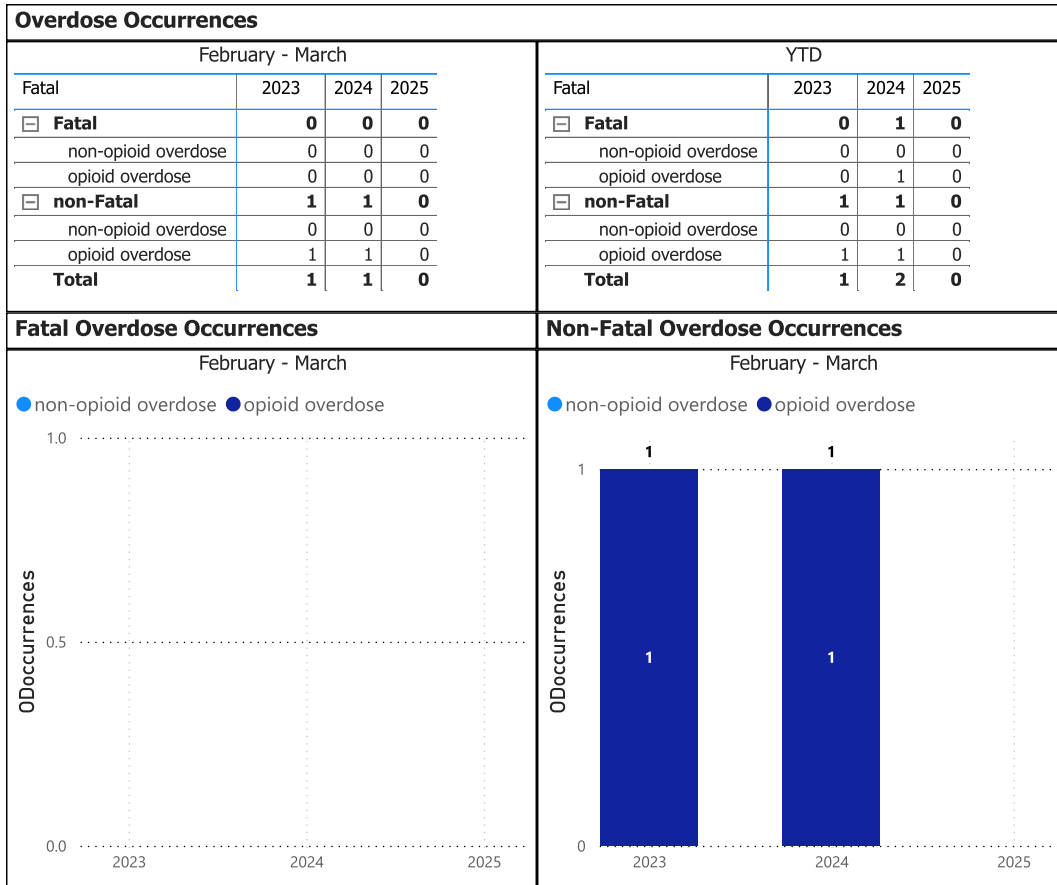 Overdose Occurrences
February - March
Fatal 2023 2024 2025
Fatal 0 0 0
non-opioid overdose 0 0 0
opioid overdose 0 0 0
non-Fatal 1 1 0
non-opioid overdose 0 0 0
opioid overdose 1 1 0
Total 1 1 0
YTD
Fatal 2023 2024 2025
Fatal 0 1 0
non-opioid overdose 0 0 0
opioid overdose 0 1 0
non-Fatal 1 1 0
non-opioid overdose 0 0 0
opioid overdose 1 1 0
Total 1 2 0
Fatal Overdose Occurrences
February - March
non-opioid overdose opioid overdose
1.0
0.5
0.0
ODoccurrences
2023 2024 2025
Non-Fatal Overdose Occurrences
February - March
non-opioid overdose opioid overdose
1 1
1
1 1
0
ODoccurrences
2023 2024 2025